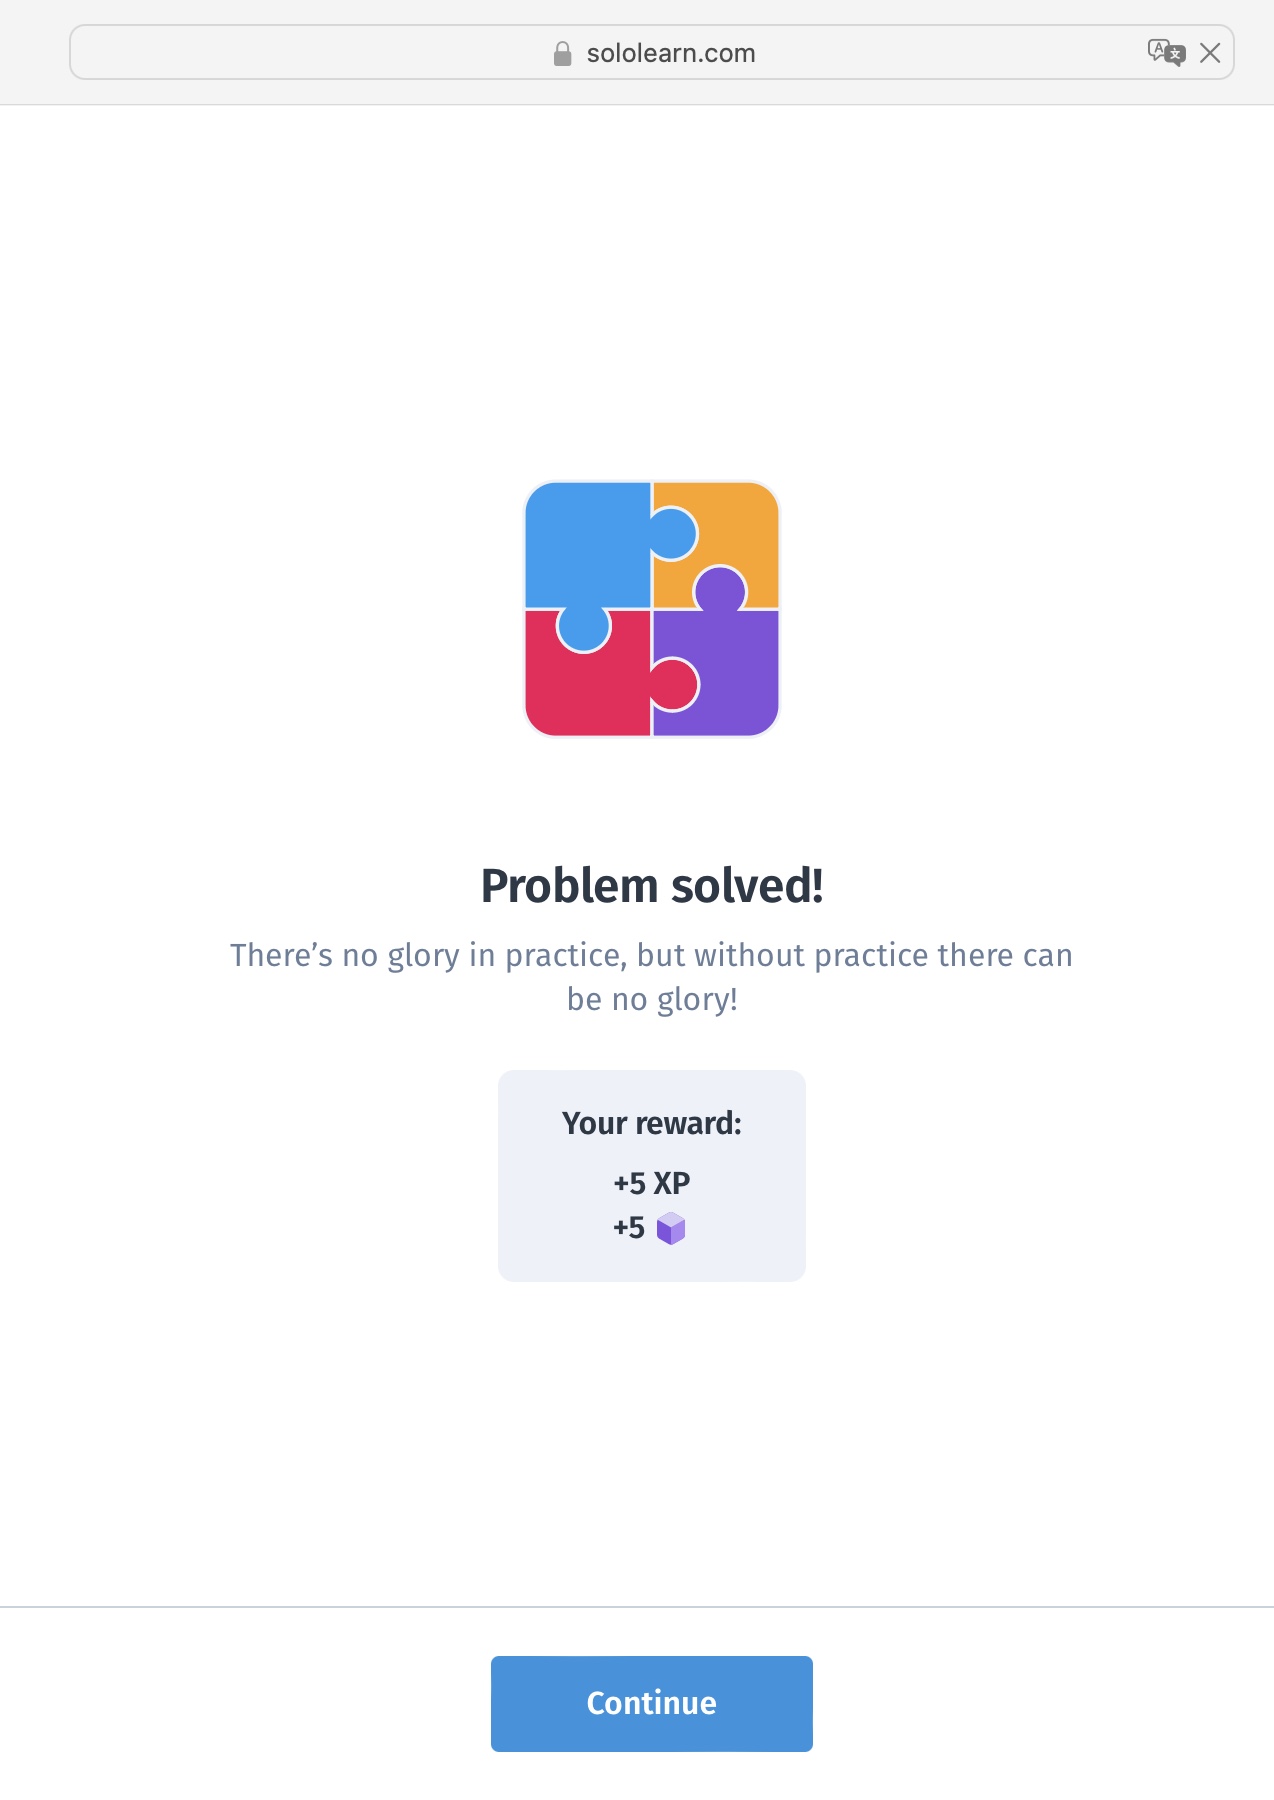 sololearn.com
Problem solved!
There’s no glory in practice, but without practice there can
be no glory!
Your reward:
+5 XP
+5
Continue